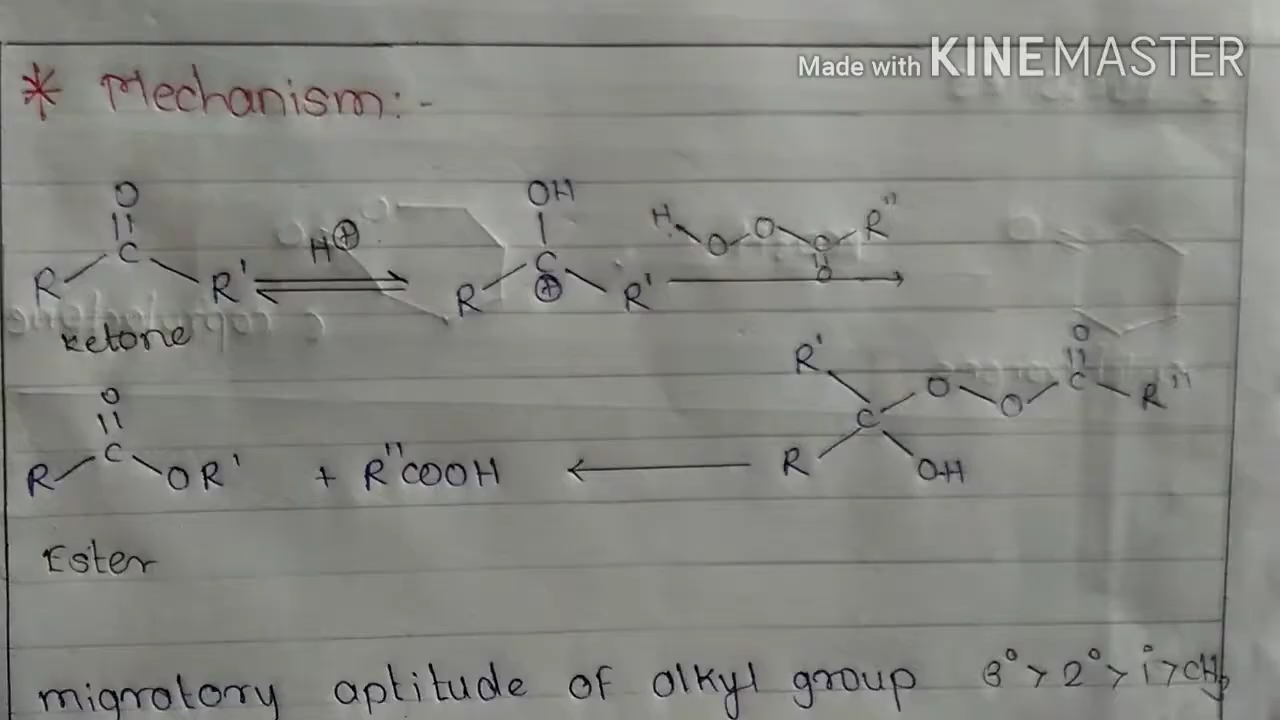 Made with KINEMASTER
* Mechanism:-
O
||
C
R R'
ketone
H⊕
OH
|
C
⊕
R R'
H O O C R"
||
O
R' O O C R"
O
||
C
R OH
O
||
C
R OR' + R"COOH
Ester
migratory aptitude of alkyl group 3° > 2° > 1° > CH3